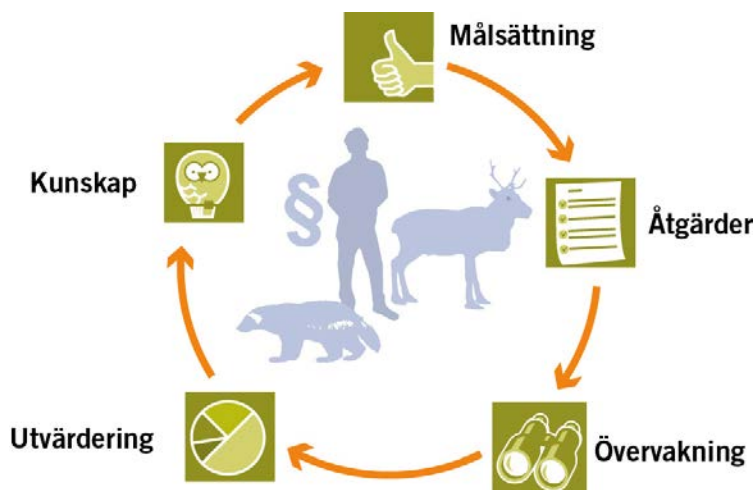 Målsättning
Åtgärder
Övervakning
Utvärdering
Kunskap
§